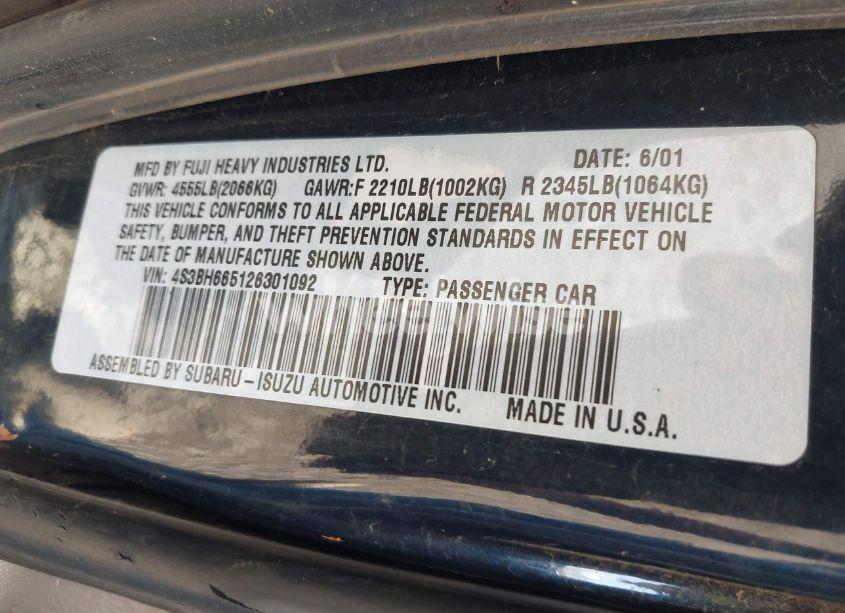 MFD BY FUJI HEAVY INDUSTRIES LTD. DATE: 6/01
GVWR: 4555LB(2066KG) GAWR:F 2210LB(1002KG) R 2345LB(1064KG)
THIS VEHICLE CONFORMS TO ALL APPLICABLE FEDERAL MOTOR VEHICLE
SAFETY, BUMPER, AND THEFT PREVENTION STANDARDS IN EFFECT ON
THE DATE OF MANUFACTURE SHOWN ABOVE.
VIN: 4S3BH665126301092 TYPE: PASSENGER CAR
ASSEMBLED BY SUBARU-ISUZU AUTOMOTIVE INC. MADE IN U.S.A.